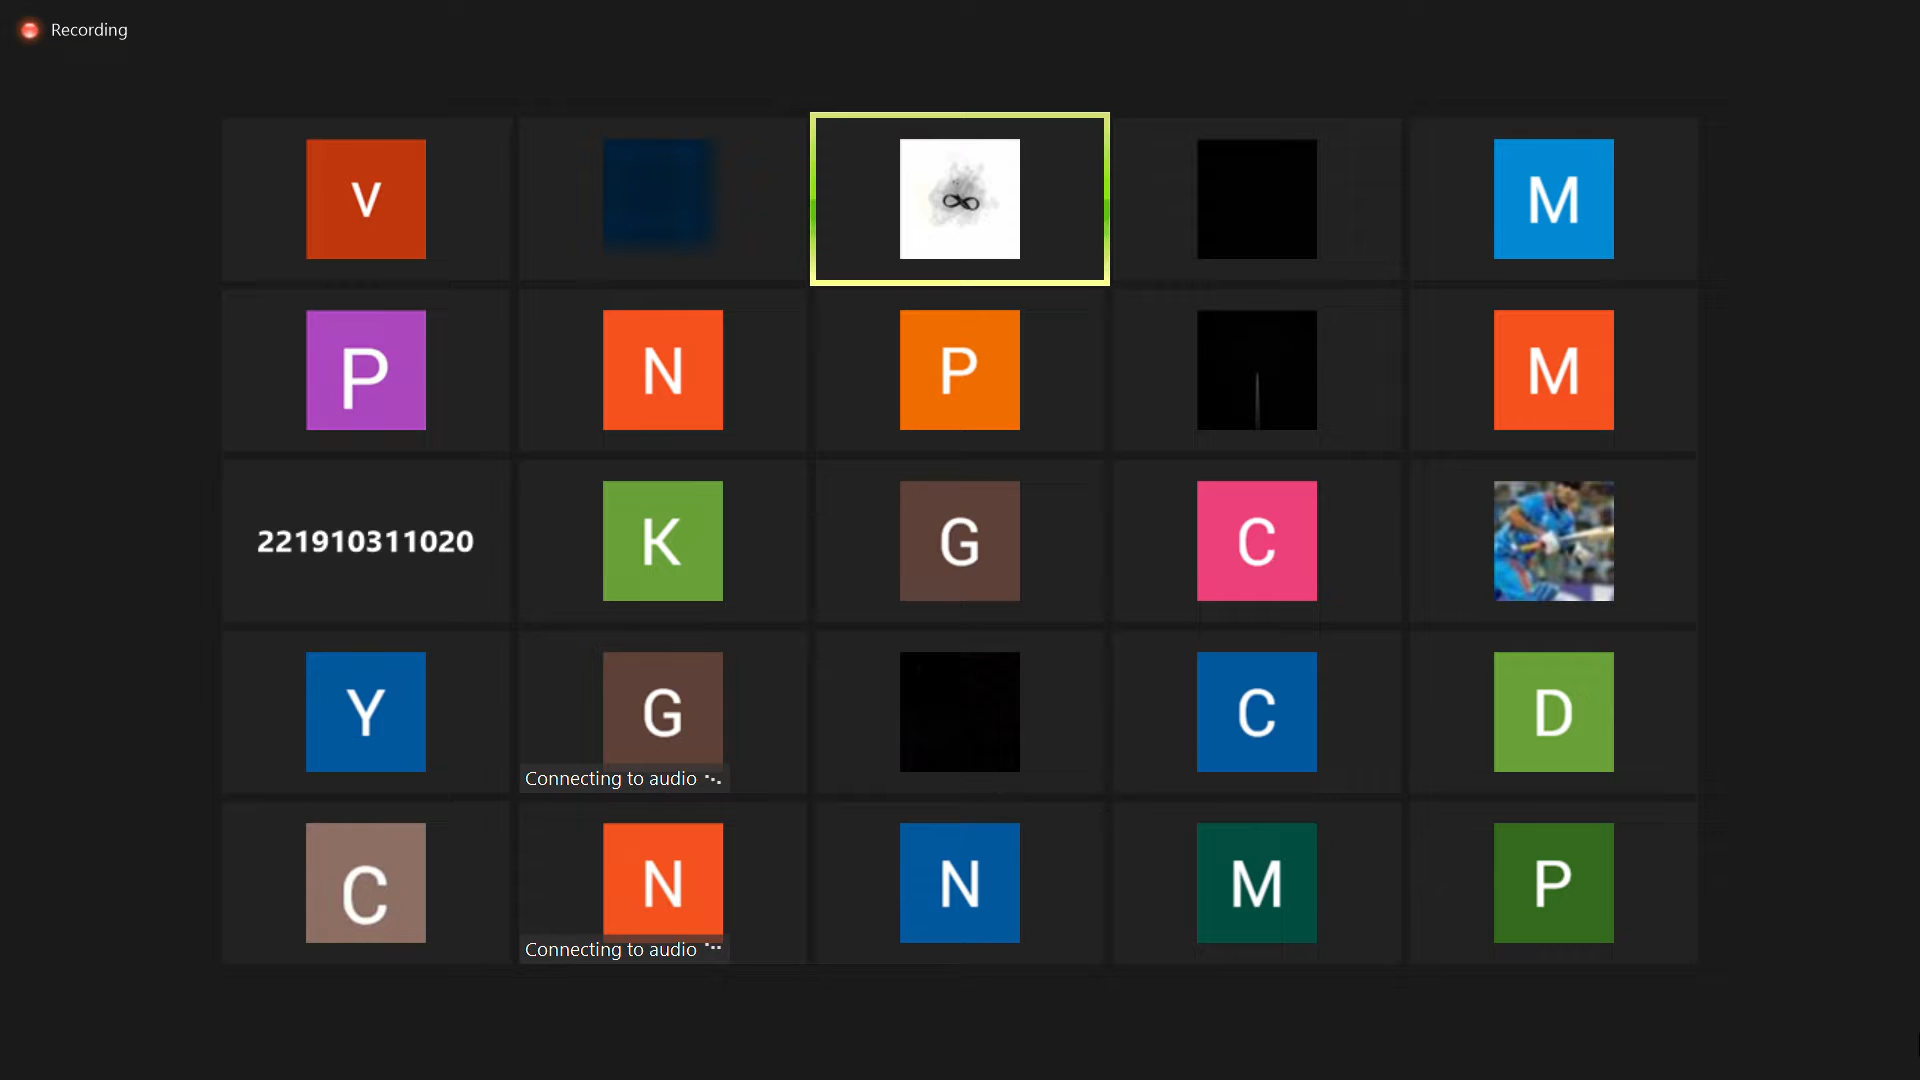 Recording
V
M
P
N
P
M
221910311020
K
G
C
Y
G
C
D
Connecting to audio
C
N
N
M
P
Connecting to audio